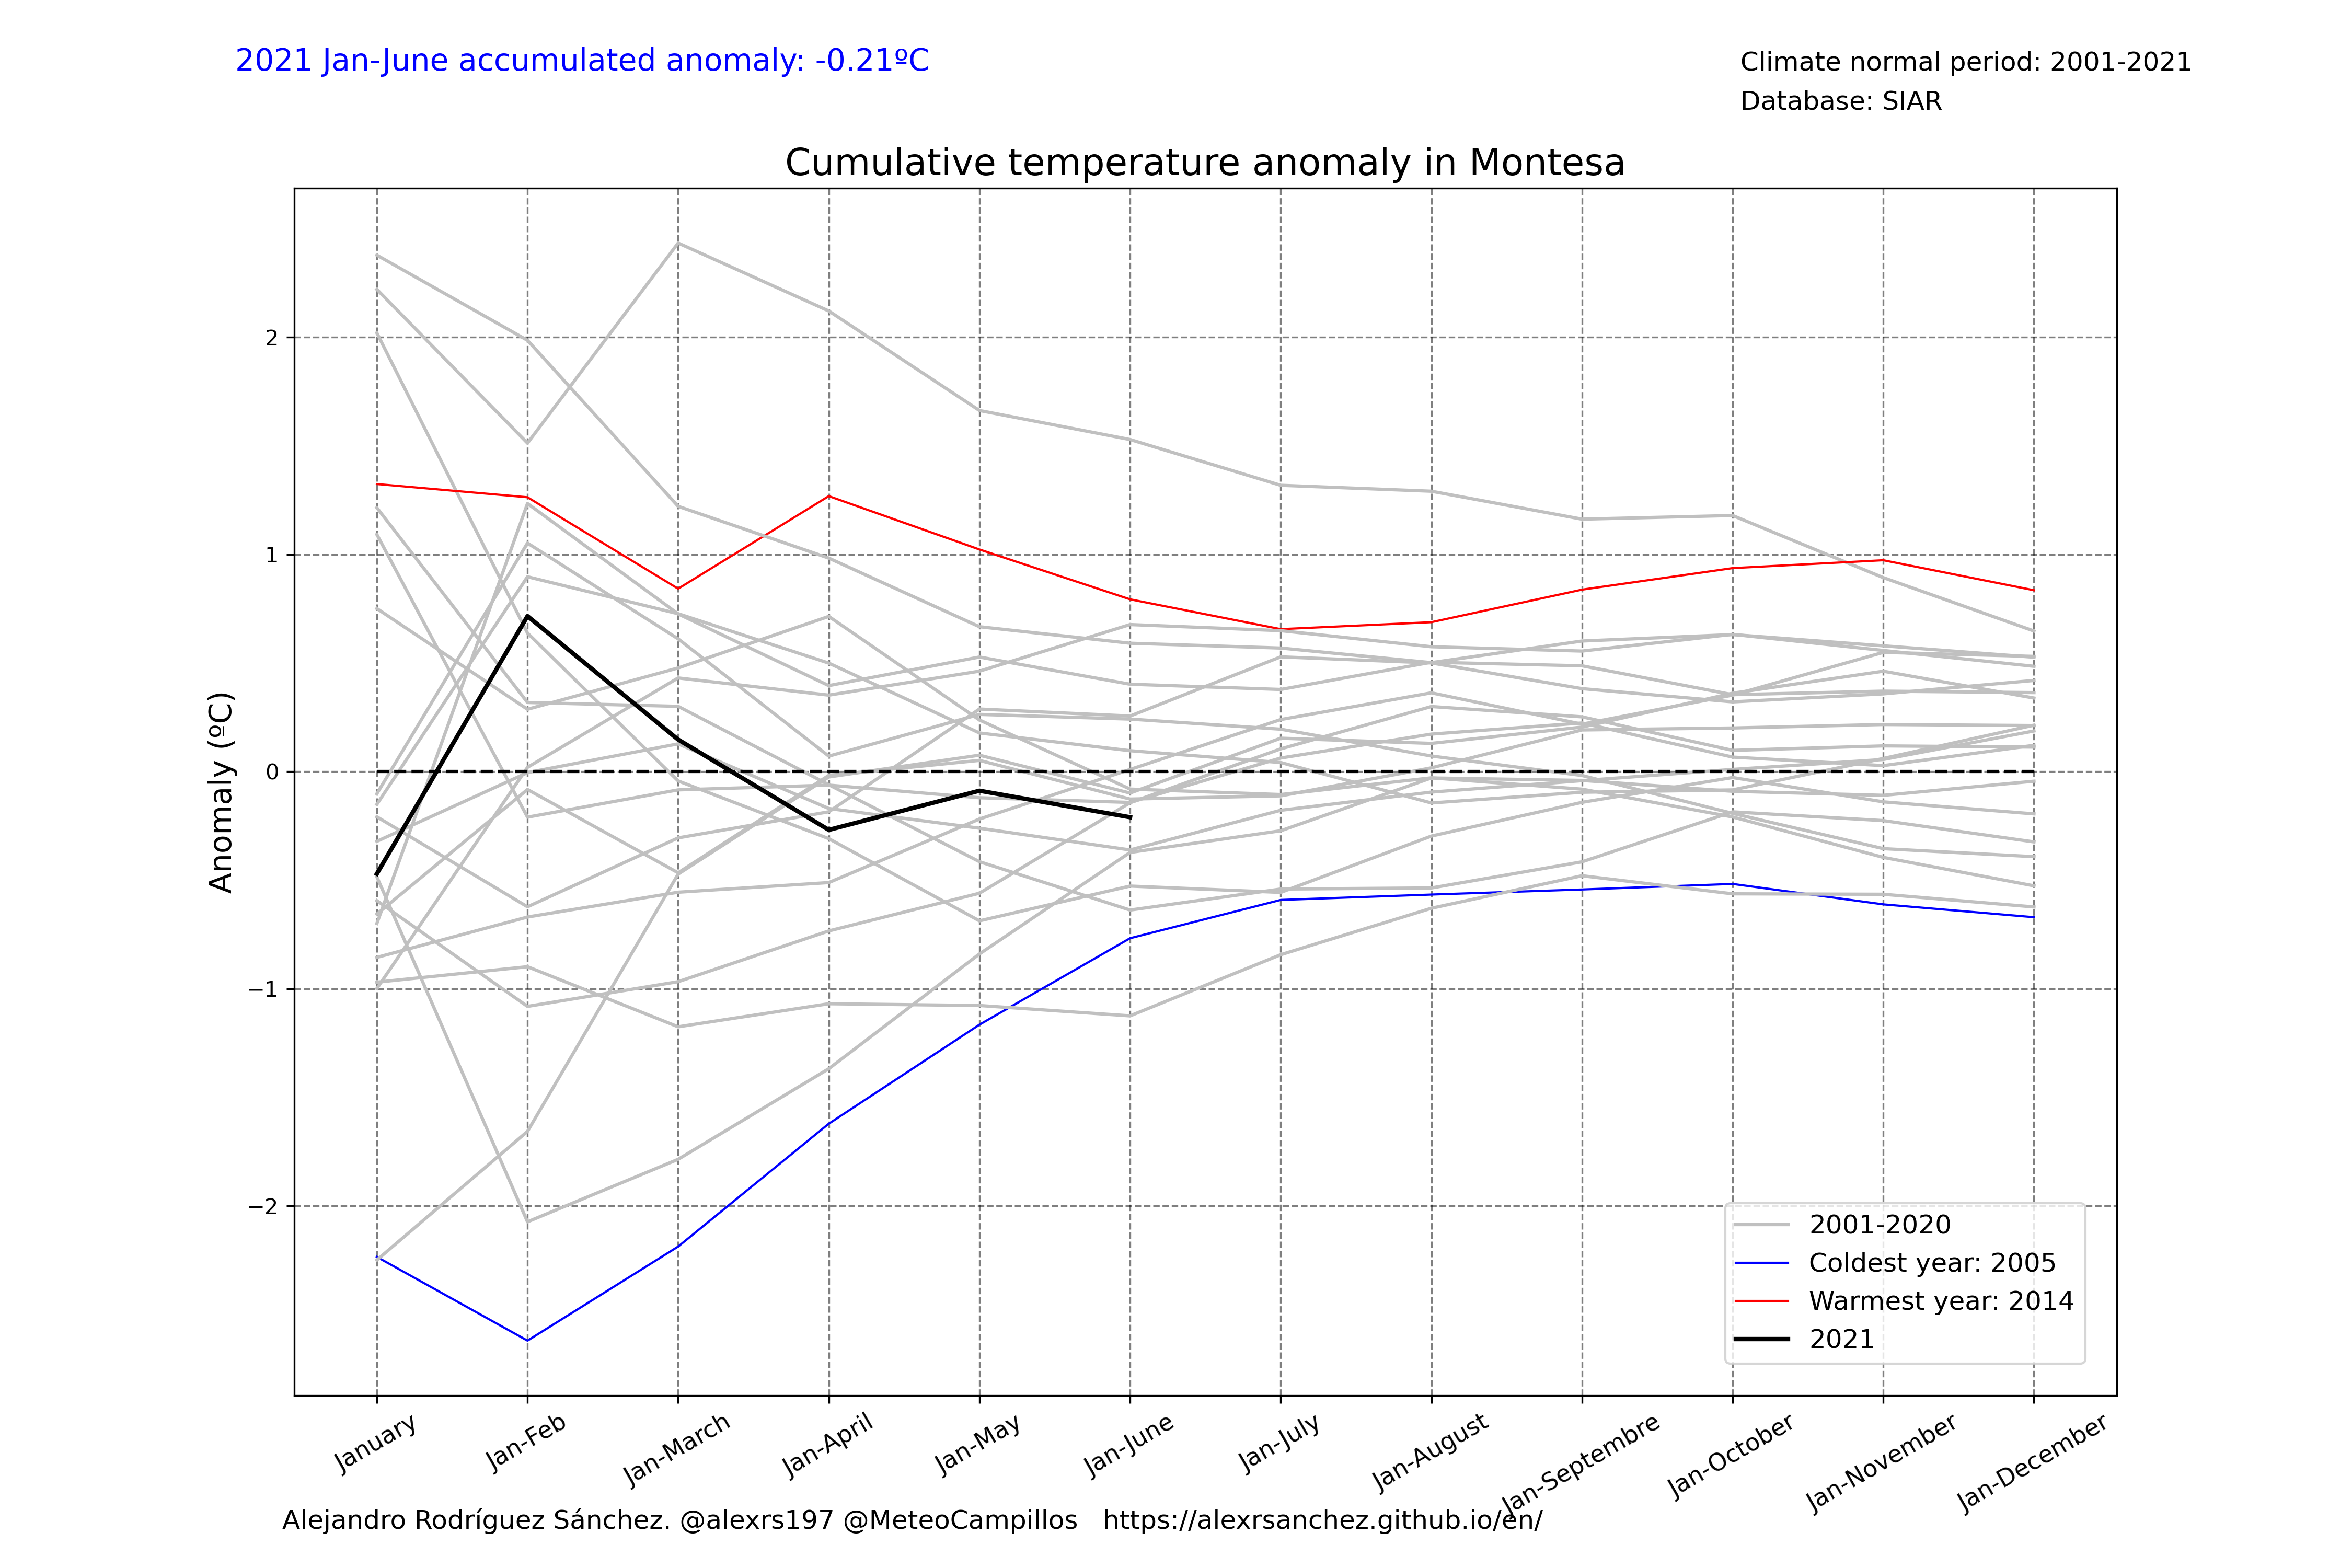 2021 Jan-June accumulated anomaly: -0.21ºC
Climate normal period: 2001-2021
Database: SIAR
Cumulative temperature anomaly in Montesa
Anomaly (ºC)
2
1
0
−1
−2
2001-2020
Coldest year: 2005
Warmest year: 2014
2021
January
Jan-Feb
Jan-March
Jan-April
Jan-May
Jan-June
Jan-July
Jan-August
Jan-Septembre
Jan-October
Jan-November
Jan-December
Alejandro Rodríguez Sánchez. @alexrs197 @MeteoCampillos   https://alexrsanchez.github.io/en/